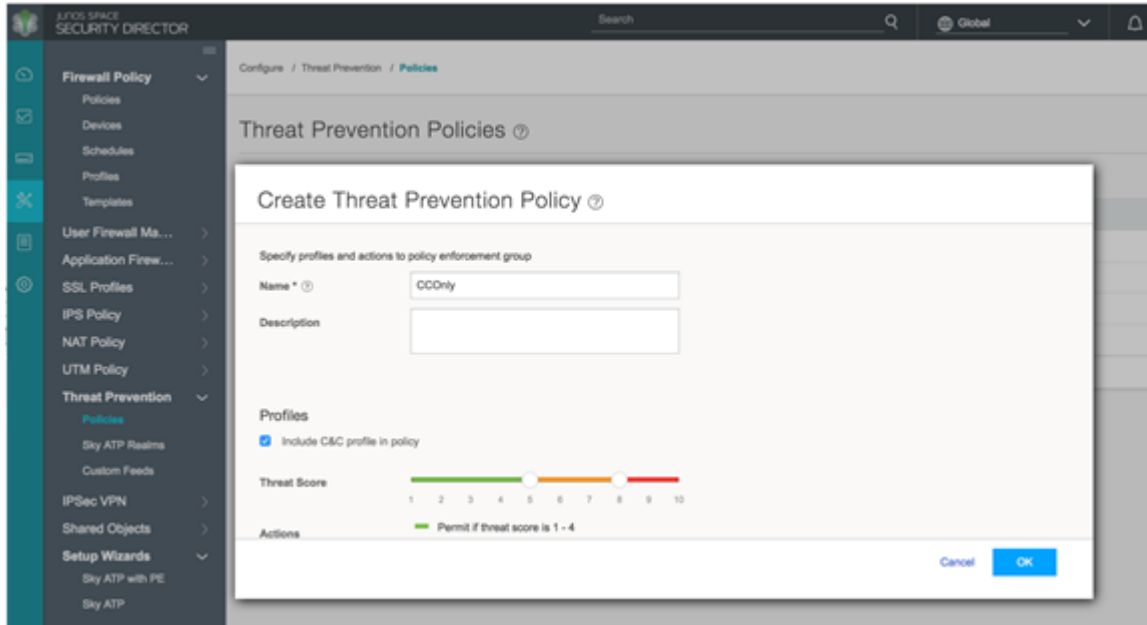 JUNOS SPACE
SECURITY DIRECTOR
Search
Global
Firewall Policy
Policies
Devices
Schedules
Profiles
Templates
User Firewall Ma...
Application Firew...
SSL Profiles
IPS Policy
NAT Policy
UTM Policy
Threat Prevention
Policies
Sky ATP Realms
Custom Feeds
IPSec VPN
Shared Objects
Setup Wizards
Sky ATP with PE
Sky ATP
Configure / Threat Prevention / Policies
Threat Prevention Policies ?
Create Threat Prevention Policy ?
Specify profiles and actions to policy enforcement group
Name * ? CCOnly
Description
Profiles
Include C&C profile in policy
Threat Score
1 2 3 4 5 6 7 8 9 10
Actions Permit if threat score is 1 - 4
Cancel OK